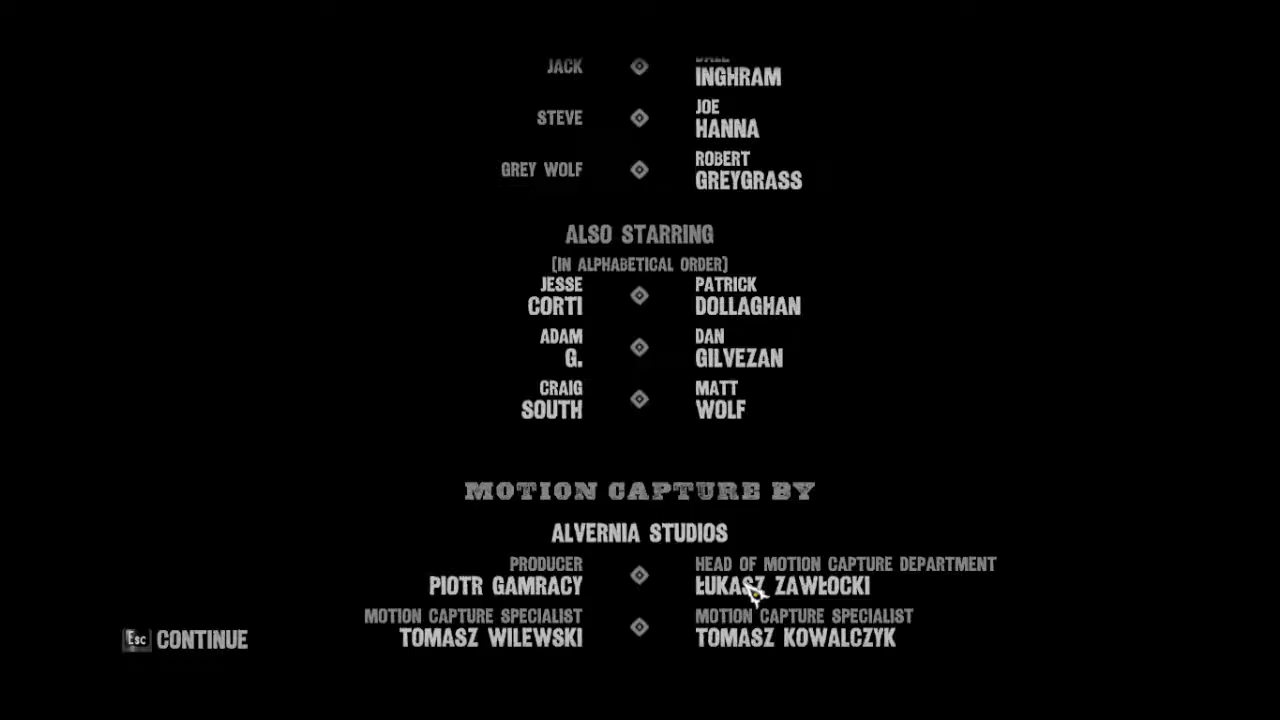 JACK
INGHRAM
STEVE
JOE
HANNA
GREY WOLF
ROBERT
GREYGRASS
ALSO STARRING
(IN ALPHABETICAL ORDER)
JESSE
CORTI
PATRICK
DOLLAGHAN
ADAM
G.
DAN
GILVEZAN
CRAIG
SOUTH
MATT
WOLF
MOTION CAPTURE BY
ALVERNIA STUDIOS
PRODUCER
PIOTR GAMRACY
HEAD OF MOTION CAPTURE DEPARTMENT
ŁUKASZ ZAWŁOCKI
MOTION CAPTURE SPECIALIST
TOMASZ WILEWSKI
MOTION CAPTURE SPECIALIST
TOMASZ KOWALCZYK
Esc CONTINUE